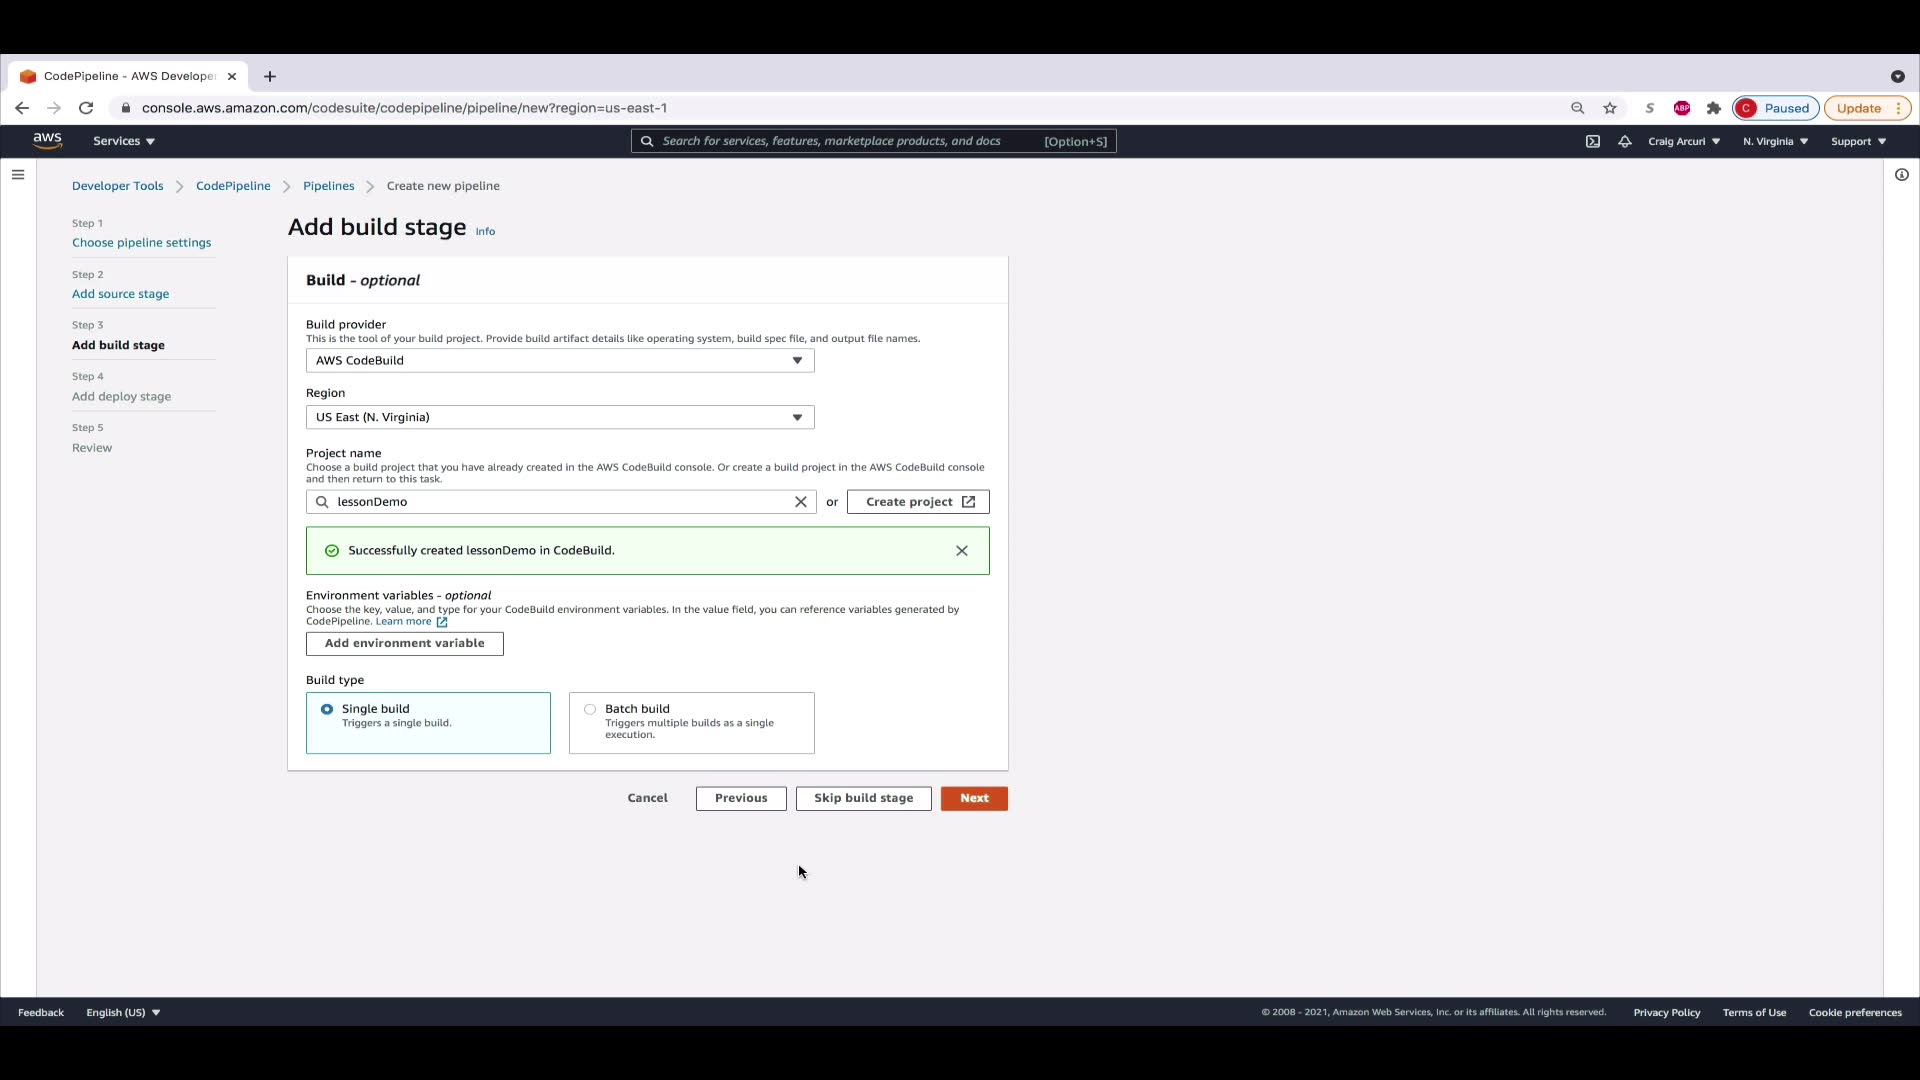 CodePipeline - AWS Develope
console.aws.amazon.com/codesuite/codepipeline/pipeline/new?region=us-east-1
S
ABP
C Paused
Update
aws
Services
Search for services, features, marketplace products, and docs [Option+S]
Craig Arcuri
N. Virginia
Support
Developer Tools
CodePipeline
Pipelines
Create new pipeline
Step 1
Choose pipeline settings
Step 2
Add source stage
Step 3
Add build stage
Step 4
Add deploy stage
Step 5
Review
Add build stage Info
Build - optional
Build provider
This is the tool of your build project. Provide build artifact details like operating system, build spec file, and output file names.
AWS CodeBuild
Region
US East (N. Virginia)
Project name
Choose a build project that you have already created in the AWS CodeBuild console. Or create a build project in the AWS CodeBuild console
and then return to this task.
lessonDemo
or
Create project
Successfully created lessonDemo in CodeBuild.
Environment variables - optional
Choose the key, value, and type for your CodeBuild environment variables. In the value field, you can reference variables generated by
CodePipeline. Learn more
Add environment variable
Build type
Single build
Triggers a single build.
Batch build
Triggers multiple builds as a single
execution.
Cancel
Previous
Skip build stage
Next
Feedback
English (US)
© 2008 - 2021, Amazon Web Services, Inc. or its affiliates. All rights reserved.
Privacy Policy
Terms of Use
Cookie preferences